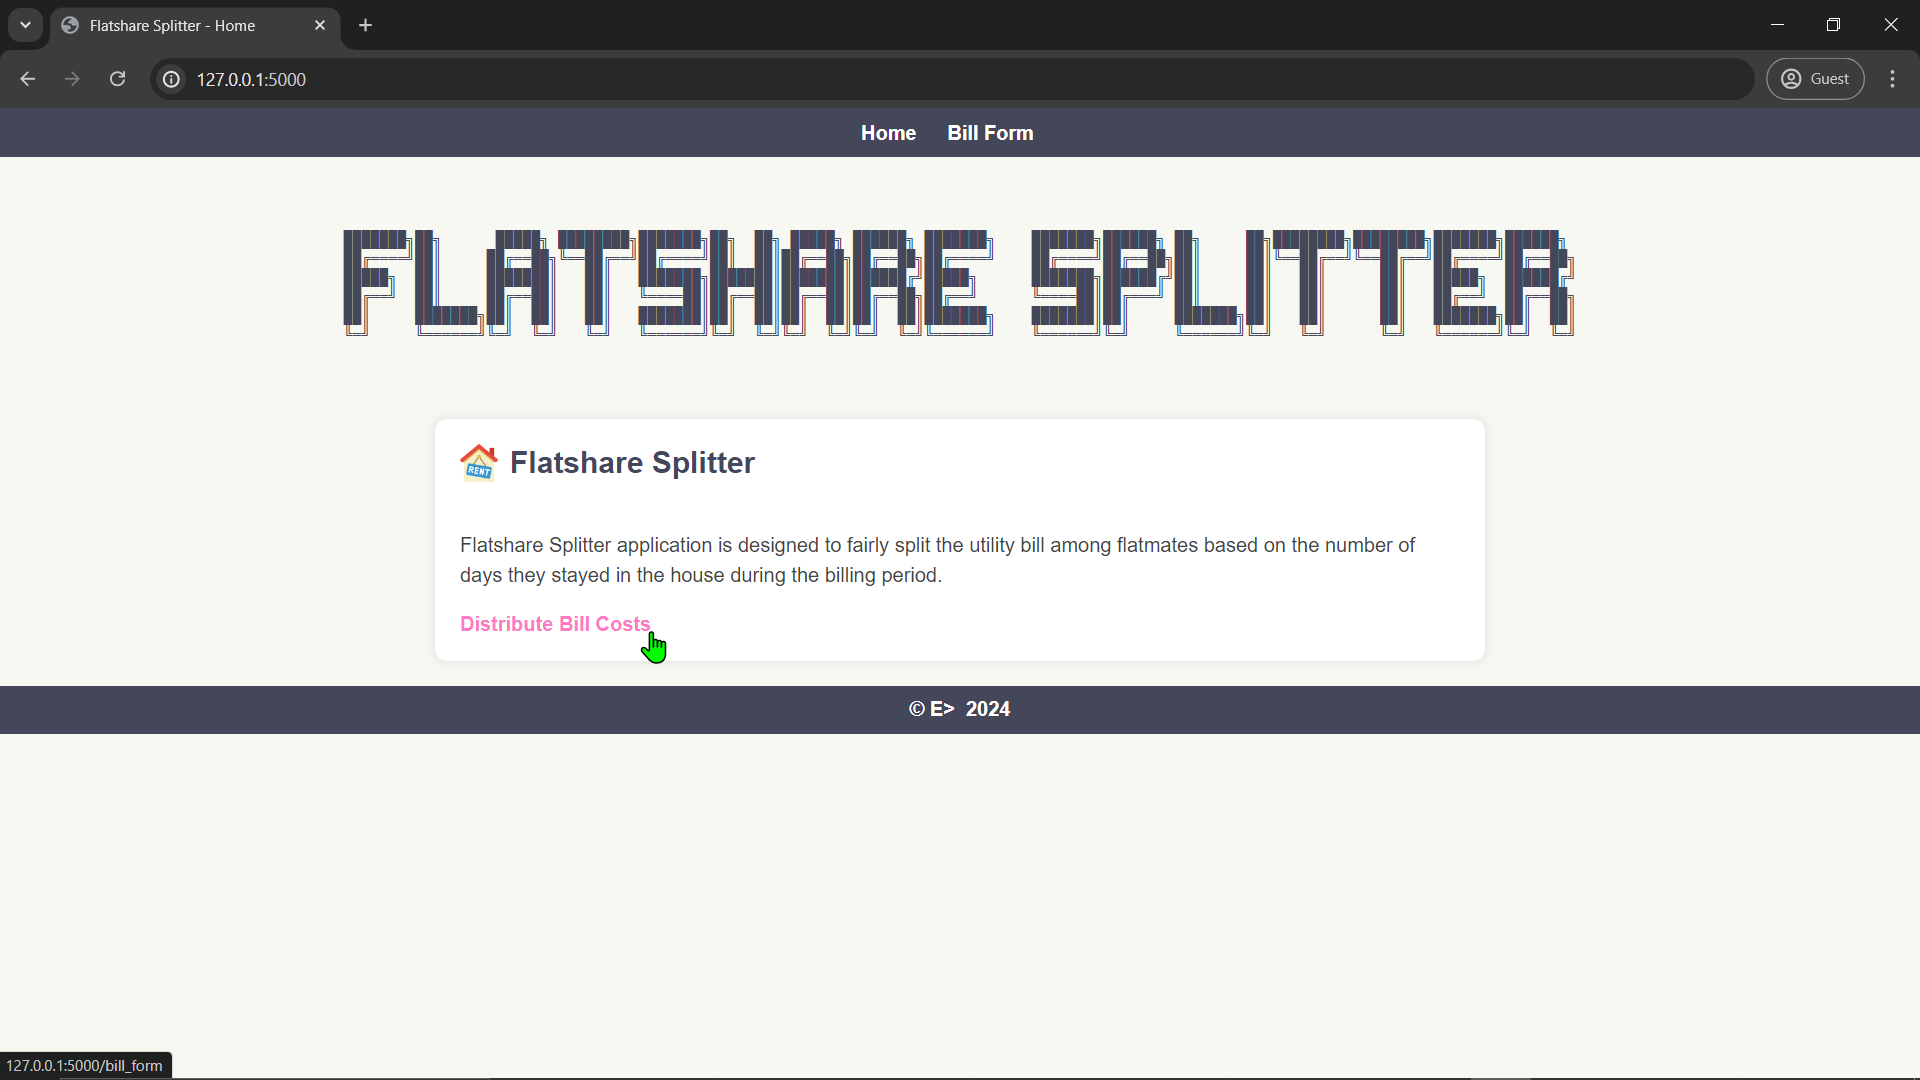 Flatshare Splitter - Home
127.0.0.1:5000
Guest
Home Bill Form
FLATSHARE SPLITTER
RENT
Flatshare Splitter
Flatshare Splitter application is designed to fairly split the utility bill among flatmates based on the number of
days they stayed in the house during the billing period.
Distribute Bill Costs
© E> 2024
127.0.0.1:5000/bill_form